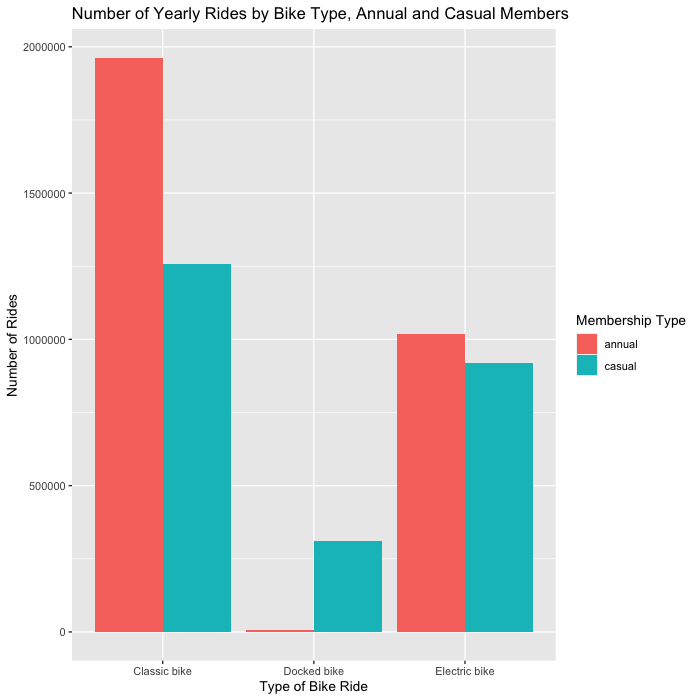 Number of Yearly Rides by Bike Type, Annual and Casual Members
2000000
1500000
1000000
500000
0
Number of Rides
Classic bike
Docked bike
Electric bike
Type of Bike Ride
Membership Type
annual
casual